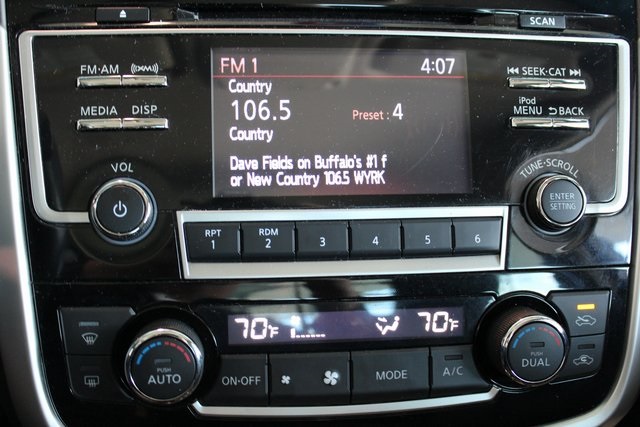 SCAN
FM·AM (((XM)))
SEEK·CAT
FM 1 4:07
Country
MEDIA DISP
106.5 Preset : 4
iPod
MENU BACK
Country
VOL
Dave Fields on Buffalo's #1 f
or New Country 106.5 WYRK
TUNE·SCROLL
ENTER
SETTING
RPT RDM
1 2 3 4 5 6
70°F 70°F
PUSH
AUTO
ON·OFF
MODE
A/C
PUSH
DUAL